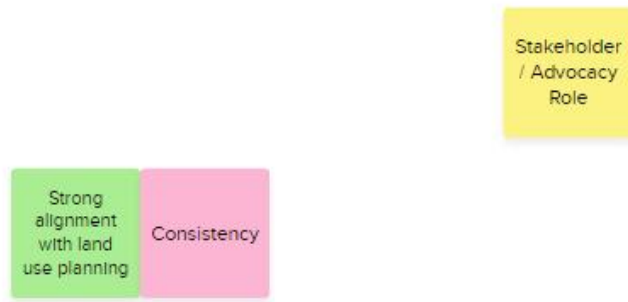 Stakeholder
/ Advocacy
Role
Strong
alignment
with land
use planning
Consistency